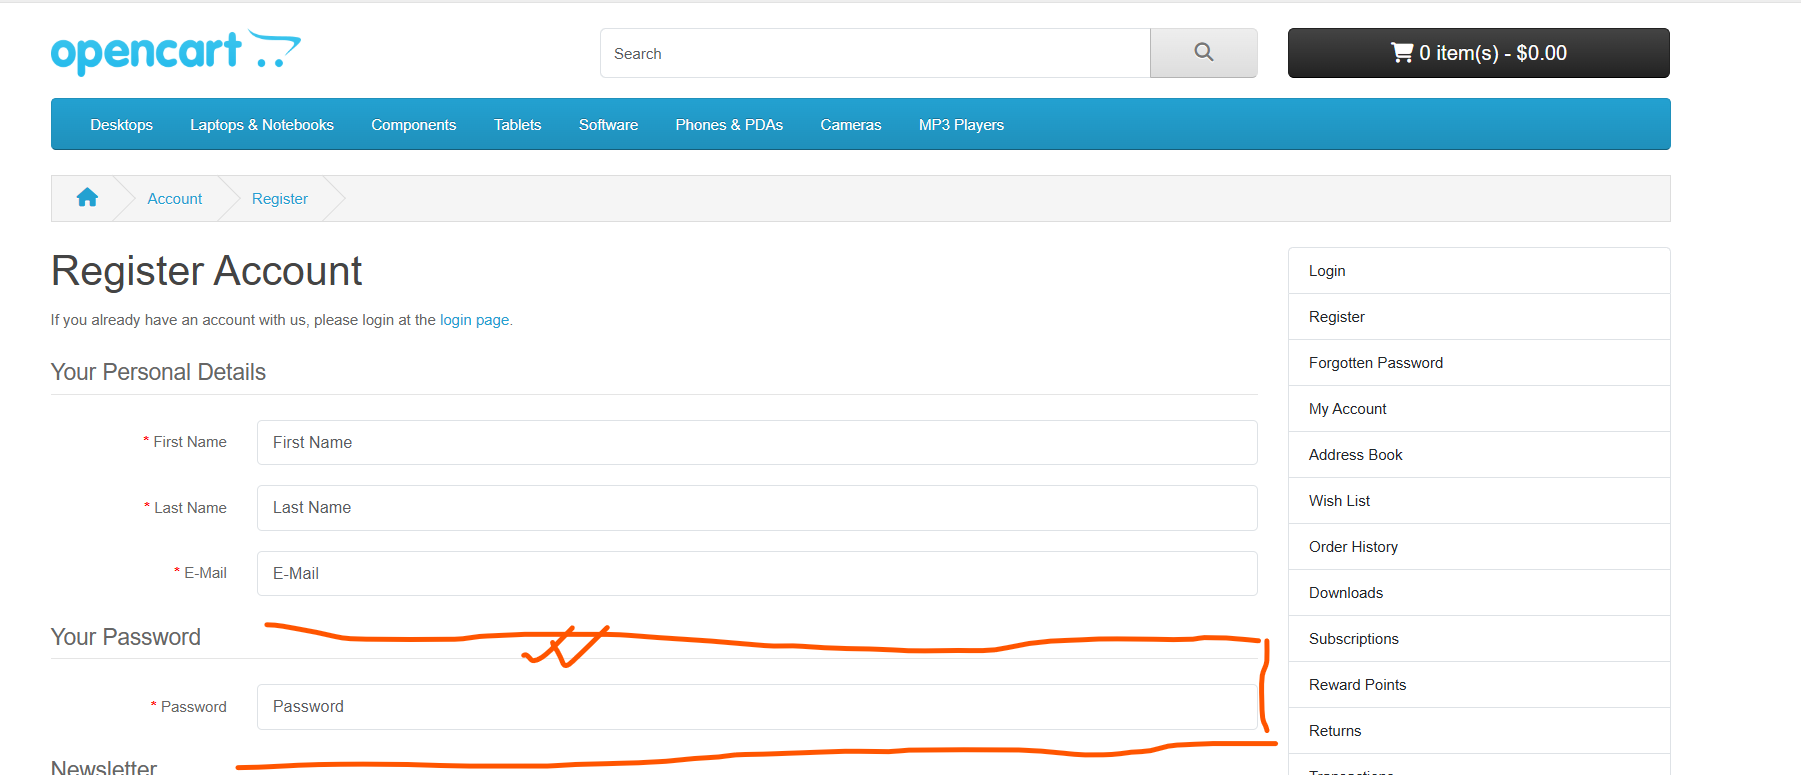 opencart
Search
0 item(s) - $0.00
Desktops Laptops & Notebooks Components Tablets Software Phones & PDAs Cameras MP3 Players
Account Register
Register Account
If you already have an account with us, please login at the login page.
Your Personal Details
* First Name First Name
* Last Name Last Name
* E-Mail E-Mail
Your Password
* Password Password
Newsletter
Login
Register
Forgotten Password
My Account
Address Book
Wish List
Order History
Downloads
Subscriptions
Reward Points
Returns
Transactions